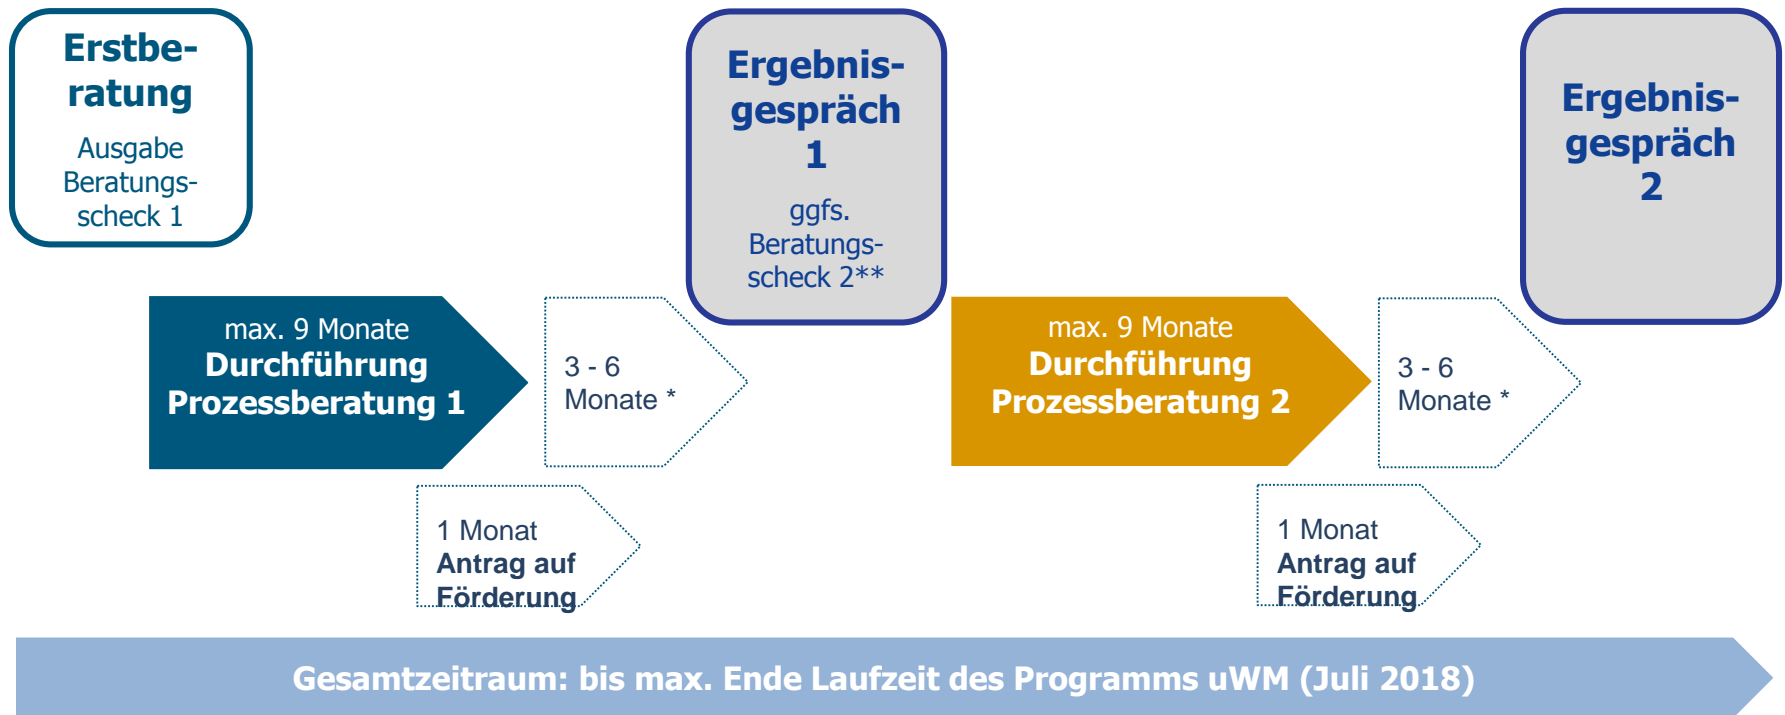 Erstbe-
ratung
Ausgabe
Beratungs-
scheck 1
Ergebnis-
gespräch
1
ggfs.
Beratungs-
scheck 2**
Ergebnis-
gespräch
2
max. 9 Monate
Durchführung
Prozessberatung 1
3 - 6
Monate *
max. 9 Monate
Durchführung
Prozessberatung 2
3 - 6
Monate *
1 Monat
Antrag auf
Förderung
1 Monat
Antrag auf
Förderung
Gesamtzeitraum: bis max. Ende Laufzeit des Programms uWM (Juli 2018)